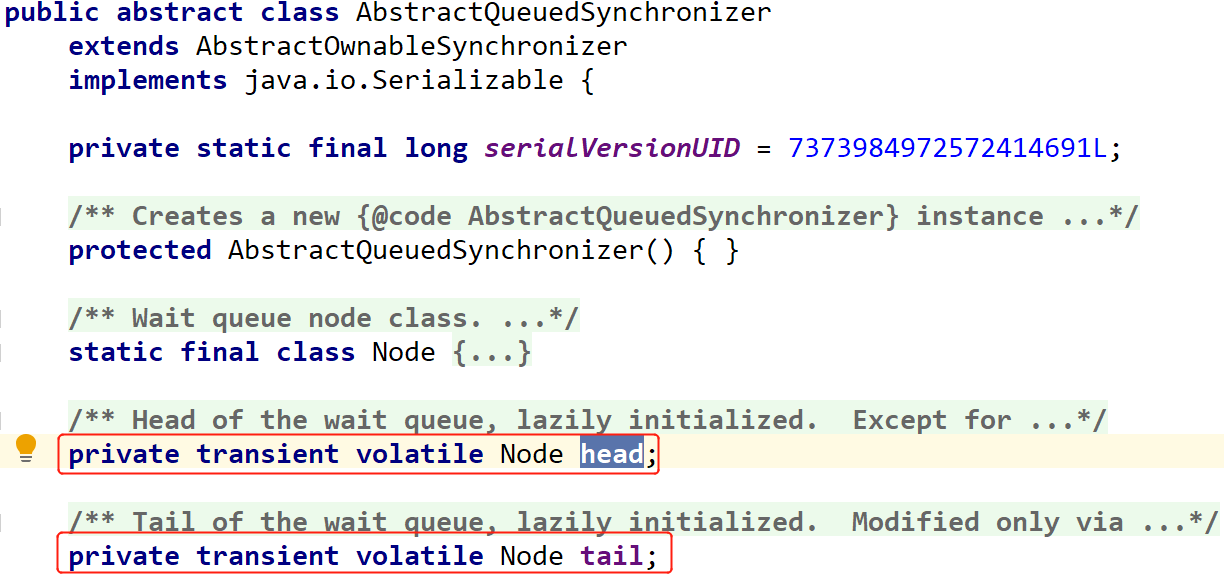 public abstract class AbstractQueuedSynchronizer
extends AbstractOwnableSynchronizer
implements java.io.Serializable {
private static final long serialVersionUID = 7373984972572414691L;
/** Creates a new {@code AbstractQueuedSynchronizer} instance ...*/
protected AbstractQueuedSynchronizer() { }
/** Wait queue node class. ...*/
static final class Node {...}
/** Head of the wait queue, lazily initialized.  Except for ...*/
private transient volatile Node head;
/** Tail of the wait queue, lazily initialized.  Modified only via ...*/
private transient volatile Node tail;